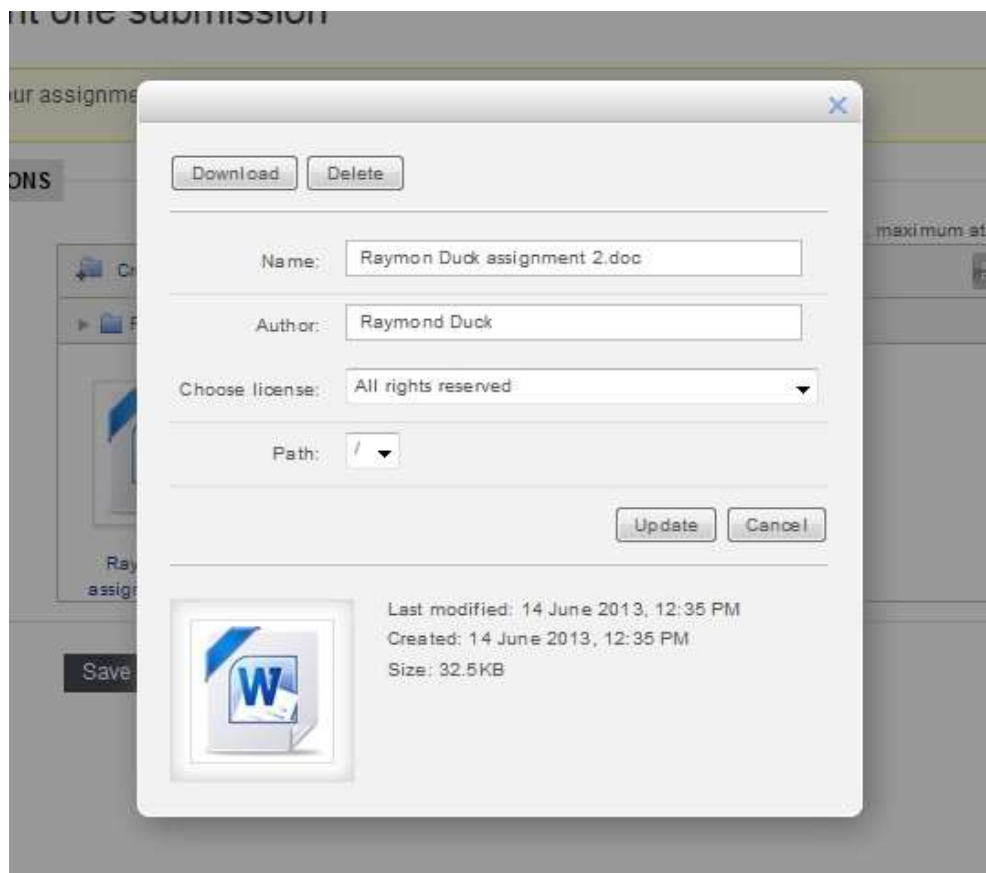 nt one submission
ur assignme
ONS
maximum at
Download Delete
Name: Raymon Duck assignment 2.doc
Author: Raymond Duck
Choose license: All rights reserved
Path: /
Update Cancel
Last modified: 14 June 2013, 12:35 PM
Created: 14 June 2013, 12:35 PM
Size: 32.5KB
Cr
Ray
assign
Save
W